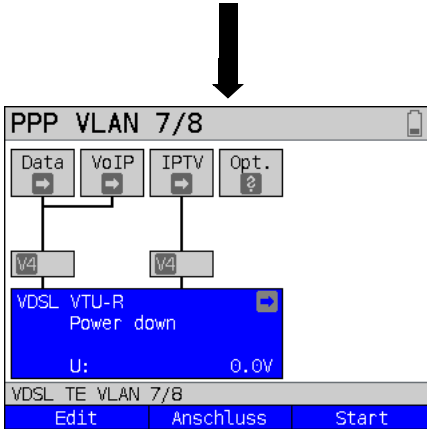 PPP VLAN 7/8
Data VoIP IPTV Opt.
V4 V4
VDSL VTU-R
Power down
U: 0.0V
VDSL TE VLAN 7/8
Edit Anschluss Start